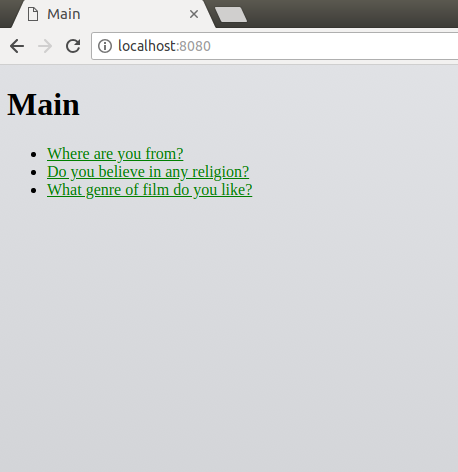 Main
localhost:8080
Main
Where are you from?
Do you believe in any religion?
What genre of film do you like?